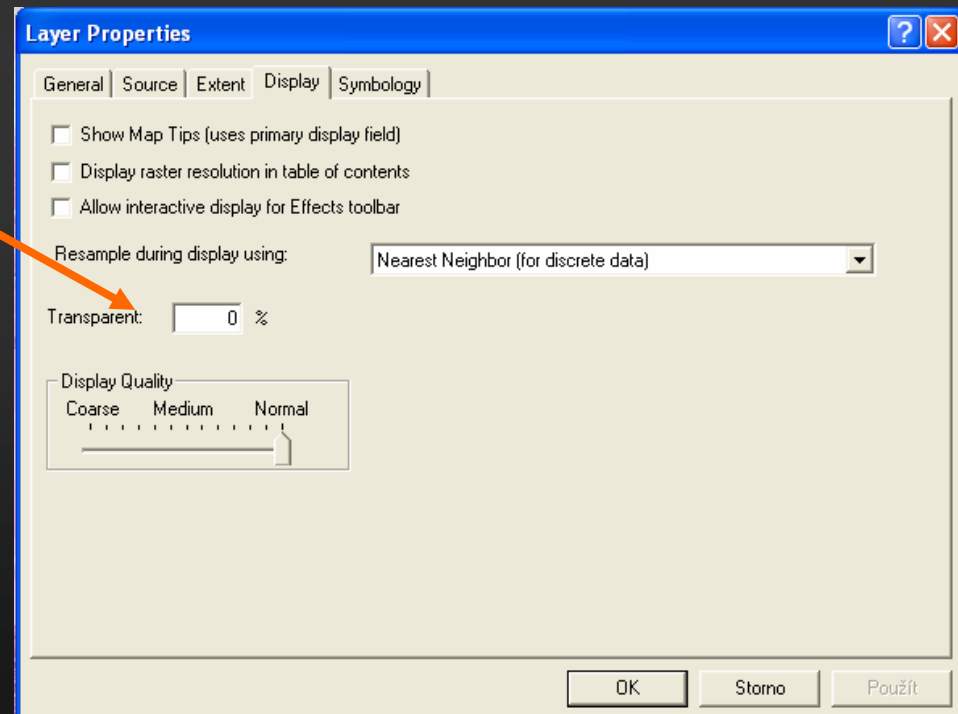 Layer Properties
General Source Extent Display Symbology
Show Map Tips (uses primary display field)
Display raster resolution in table of contents
Allow interactive display for Effects toolbar
Resample during display using: Nearest Neighbor (for discrete data)
Transparent: 0 %
Display Quality
Coarse Medium Normal
OK Storno Použít